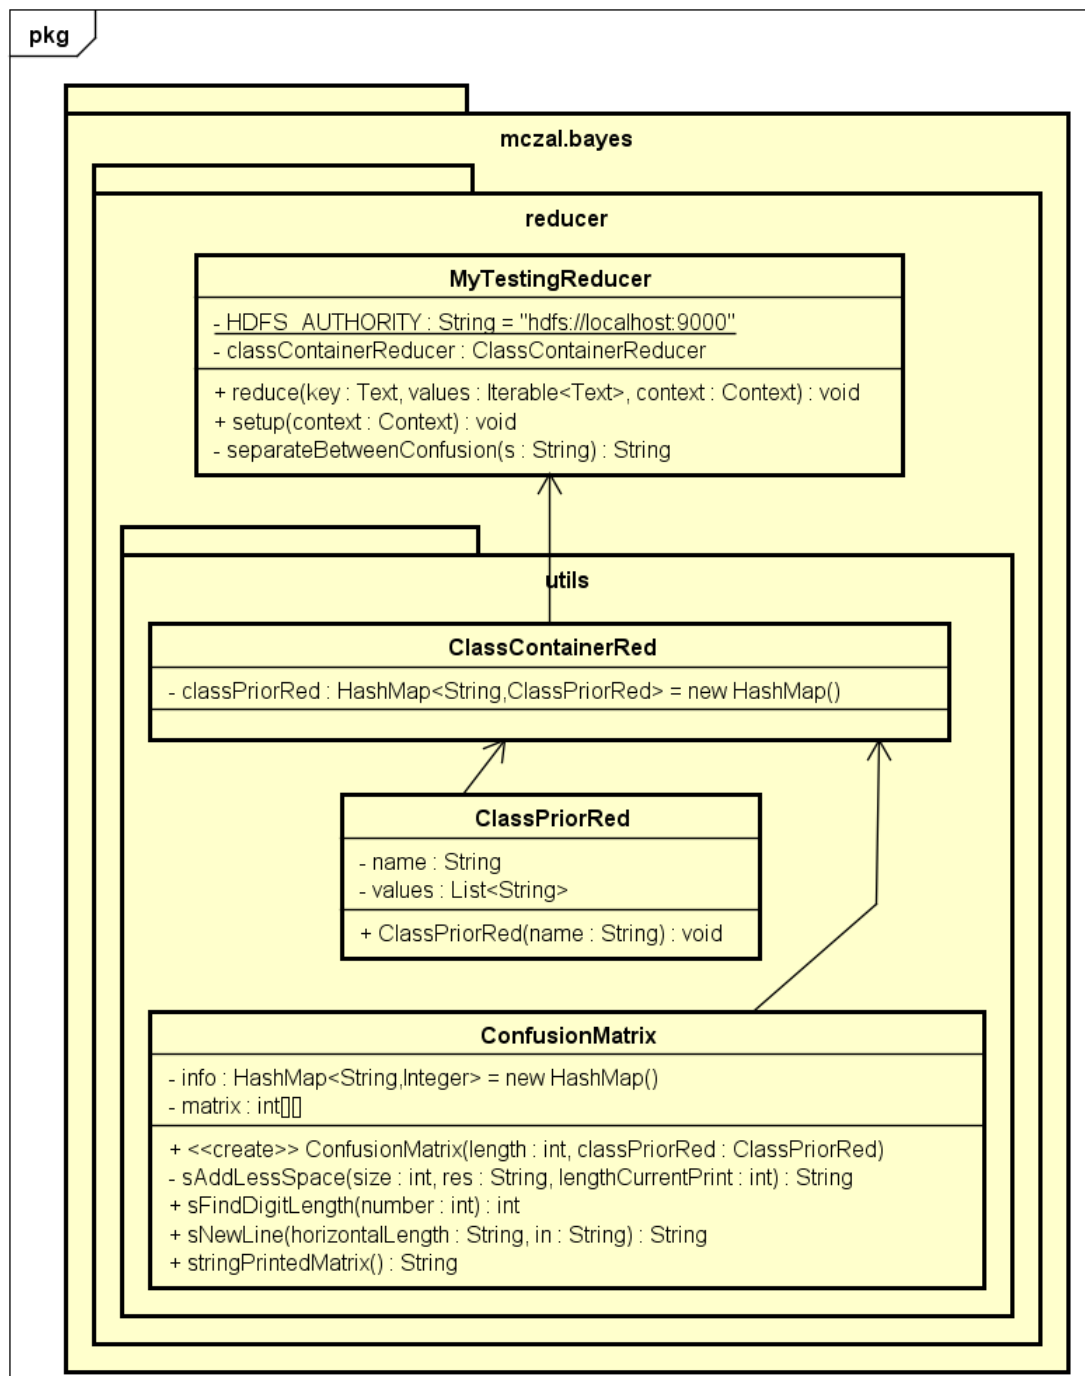 pkg
mczal.bayes
reducer
MyTestingReducer
- HDFS_AUTHORITY : String = "hdfs://localhost:9000"
- classContainerReducer : ClassContainerReducer
+ reduce(key : Text, values : Iterable<Text>, context : Context) : void
+ setup(context : Context) : void
- separateBetweenConfusion(s : String) : String
utils
ClassContainerRed
- classPriorRed : HashMap<String,ClassPriorRed> = new HashMap()
ClassPriorRed
- name : String
- values : List<String>
+ ClassPriorRed(name : String) : void
ConfusionMatrix
- info : HashMap<String,Integer> = new HashMap()
- matrix : int[][]
+ <<create>> ConfusionMatrix(length : int, classPriorRed : ClassPriorRed)
- sAddLessSpace(size : int, res : String, lengthCurrentPrint : int) : String
+ sFindDigitLength(number : int) : int
+ sNewLine(horizontalLength : String, in : String) : String
+ stringPrintedMatrix() : String